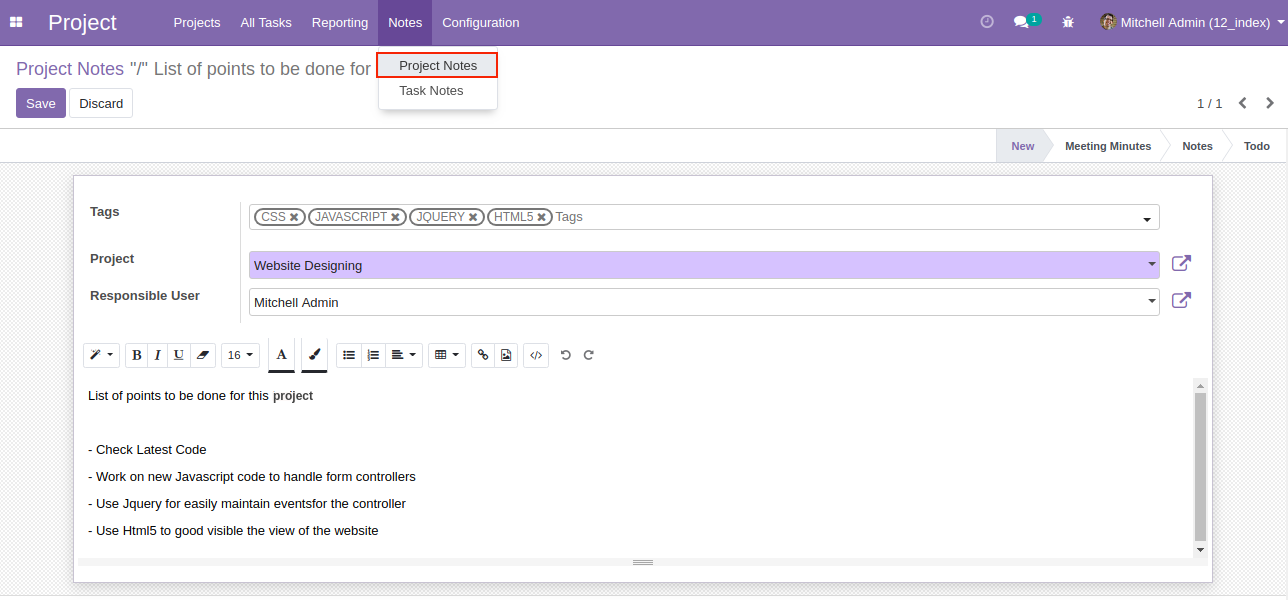 Project Projects All Tasks Reporting Notes Configuration 1 Mitchell Admin (12_index)
Project Notes "/" List of points to be done for
Project Notes
Task Notes
Save Discard 1 / 1
New Meeting Minutes Notes Todo
Tags CSS JAVASCRIPT JQUERY HTML5 Tags
Project Website Designing
Responsible User Mitchell Admin
B I U 16 A
List of points to be done for this project
- Check Latest Code
- Work on new Javascript code to handle form controllers
- Use Jquery for easily maintain eventsfor the controller
- Use Html5 to good visible the view of the website